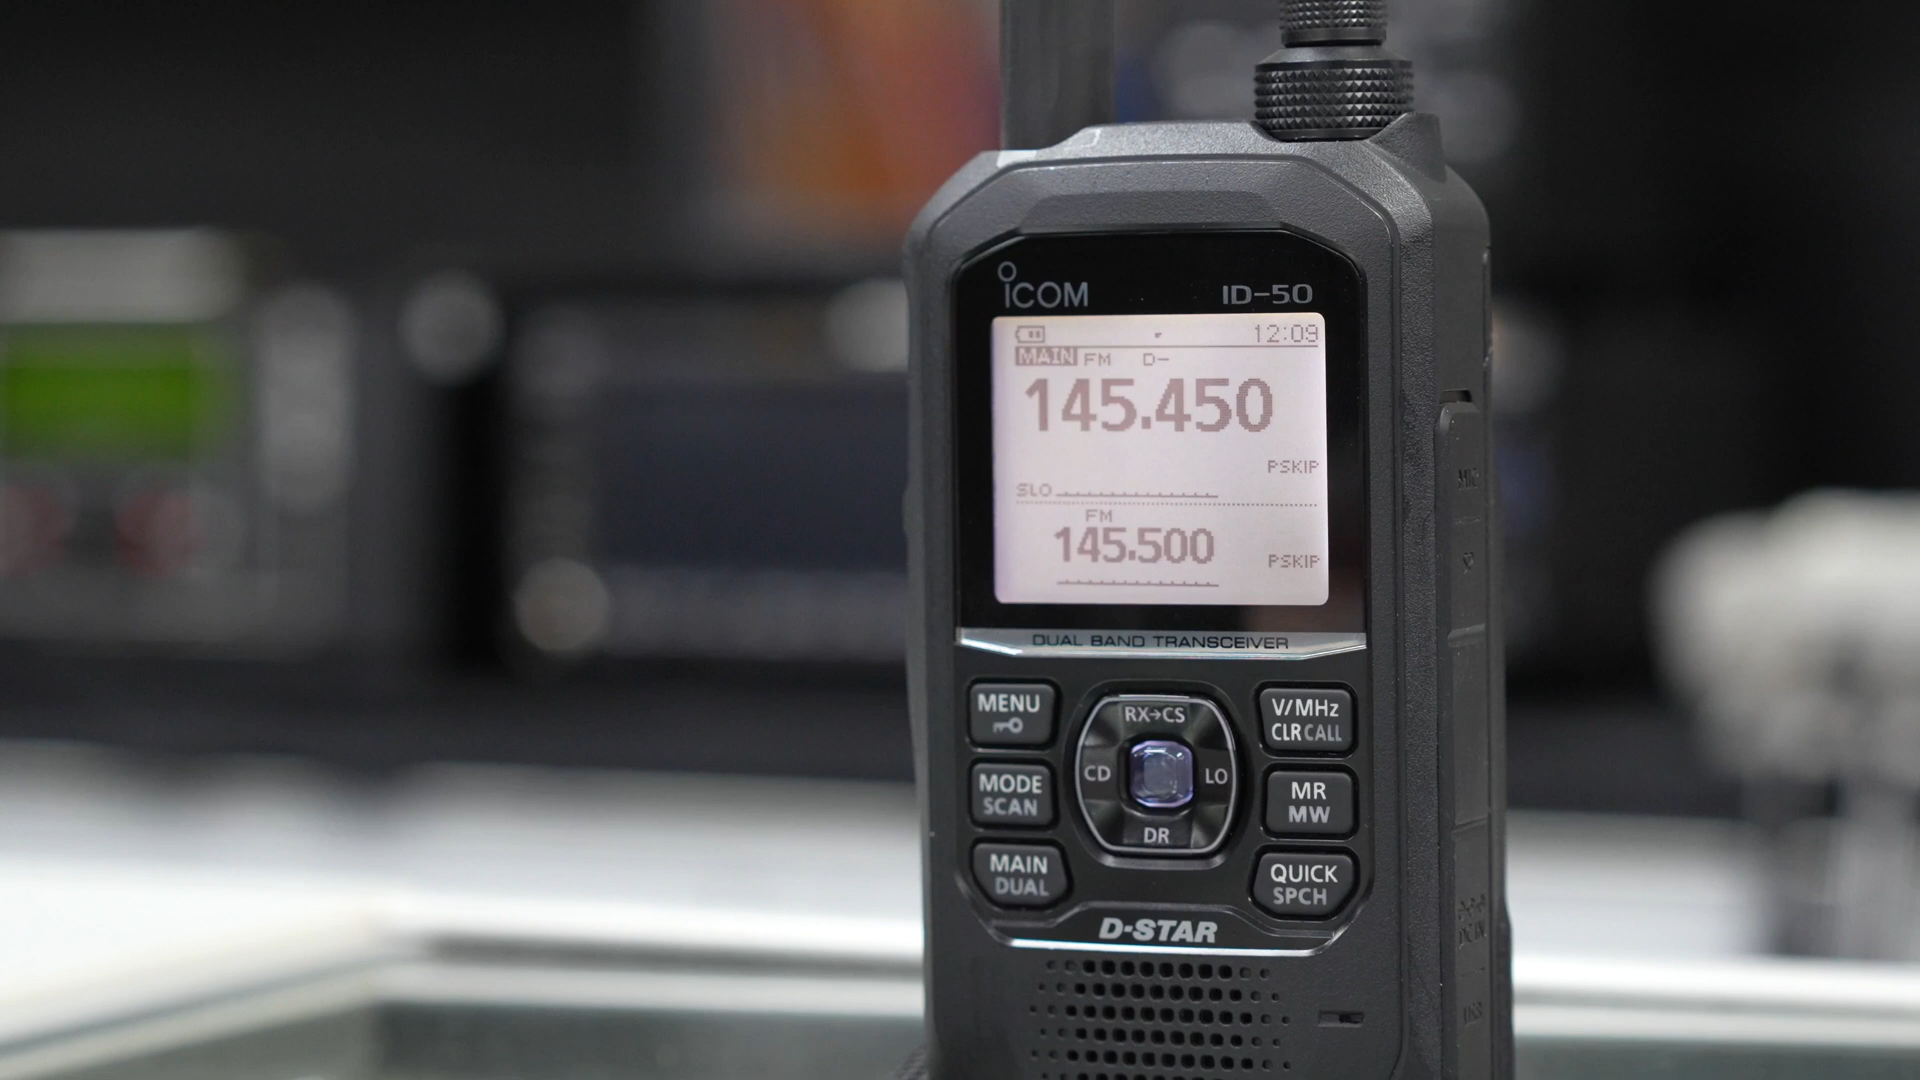 ICOM ID-50
12:09
MAIN FM D-
145.450
PSKIP
SLO
FM
145.500
PSKIP
DUAL BAND TRANSCEIVER
MENU
RX→CS
V/MHz
CLR CALL
MODE
SCAN
CD
LO
MR
MW
DR
MAIN
DUAL
QUICK
SPCH
D-STAR